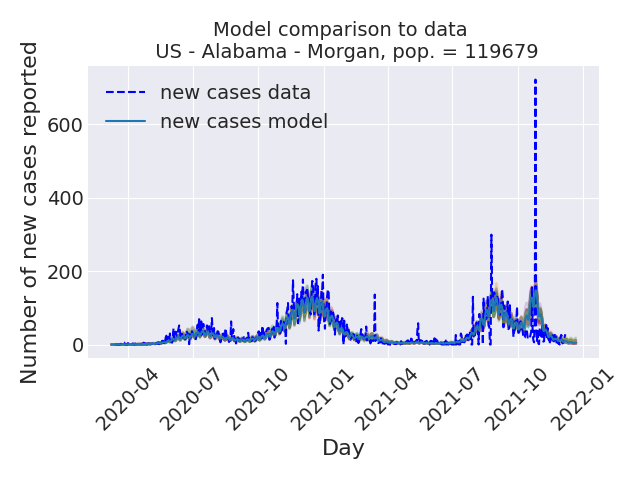 Model comparison to data
US - Alabama - Morgan, pop. = 119679
Number of new cases reported
600
400
200
0
new cases data
new cases model
2020-04
2020-07
2020-10
2021-01
2021-04
2021-07
2021-10
2022-01
Day